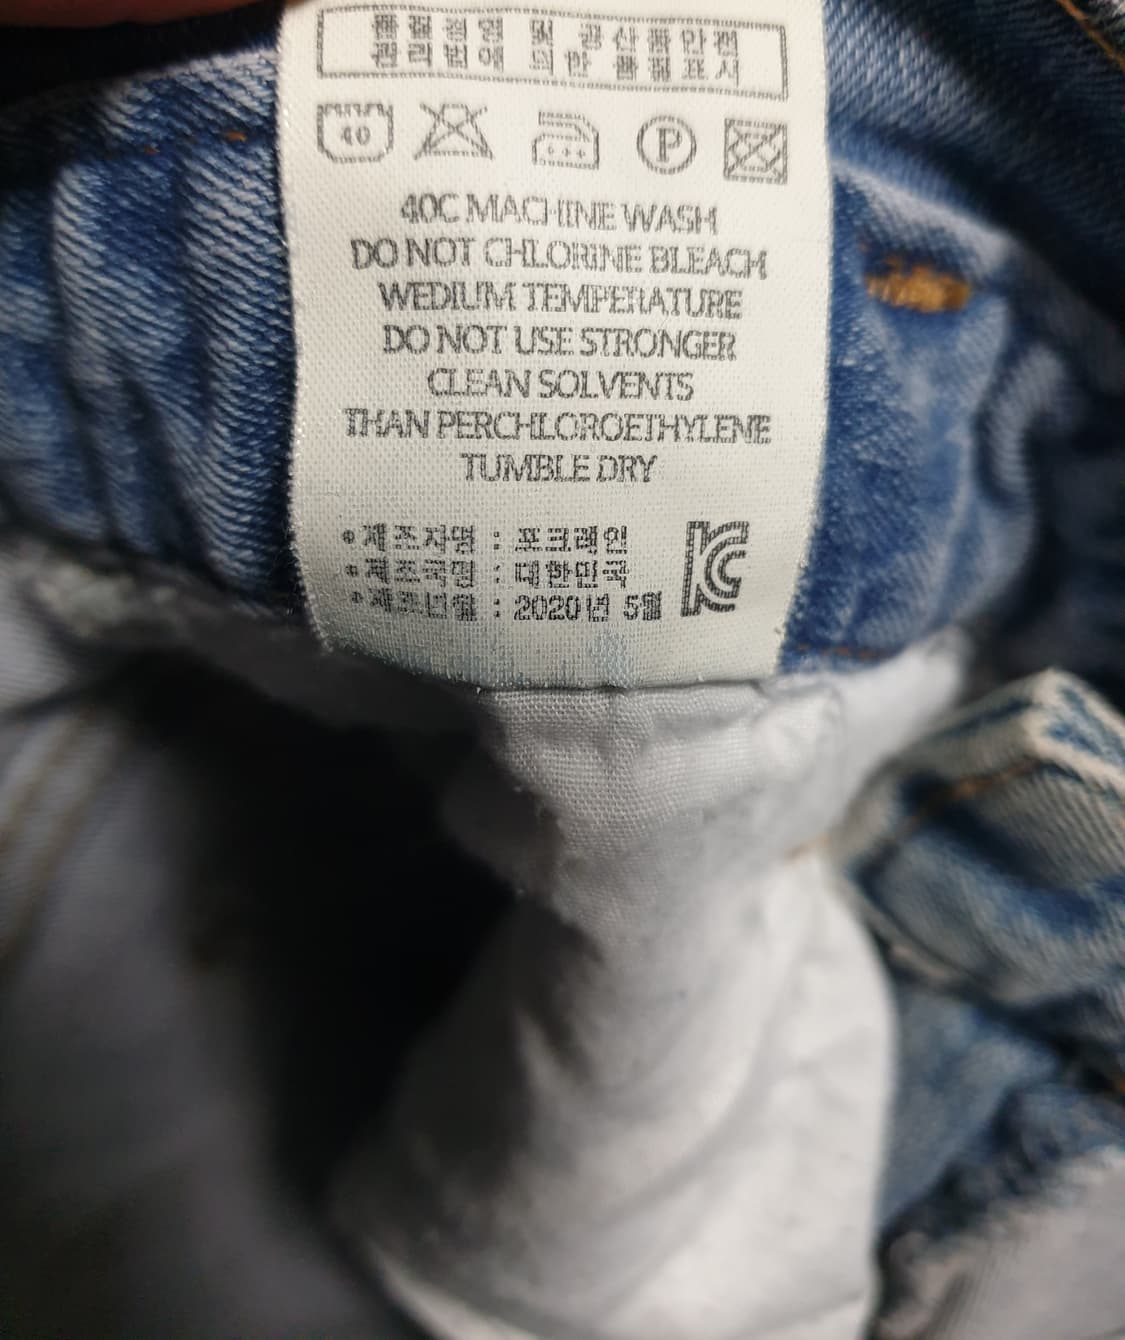 품질경영 및 공산품안전
관리법에 의한 품질표시
40
P
40C MACHINE WASH
DO NOT CHLORINE BLEACH
WEDIUM TEMPERATURE
DO NOT USE STRONGER
CLEAN SOLVENTS
THAN PERCHLOROETHYLENE
TUMBLE DRY
•제조자명 : 포크레인
•제조국명 : 대한민국
•제조년월 : 2020년 5월
KC